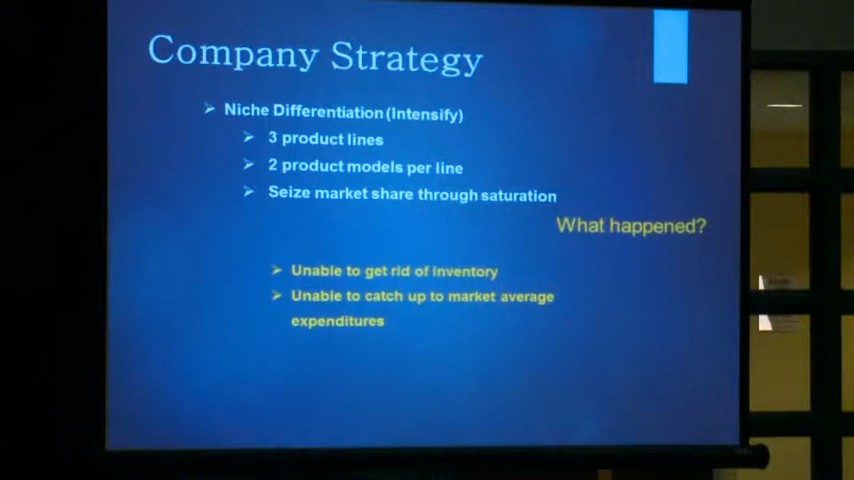 Company Strategy
Niche Differentiation (Intensify)
3 product lines
2 product models per line
Seize market share through saturation
What happened?
Unable to get rid of inventory
Unable to catch up to market average
expenditures